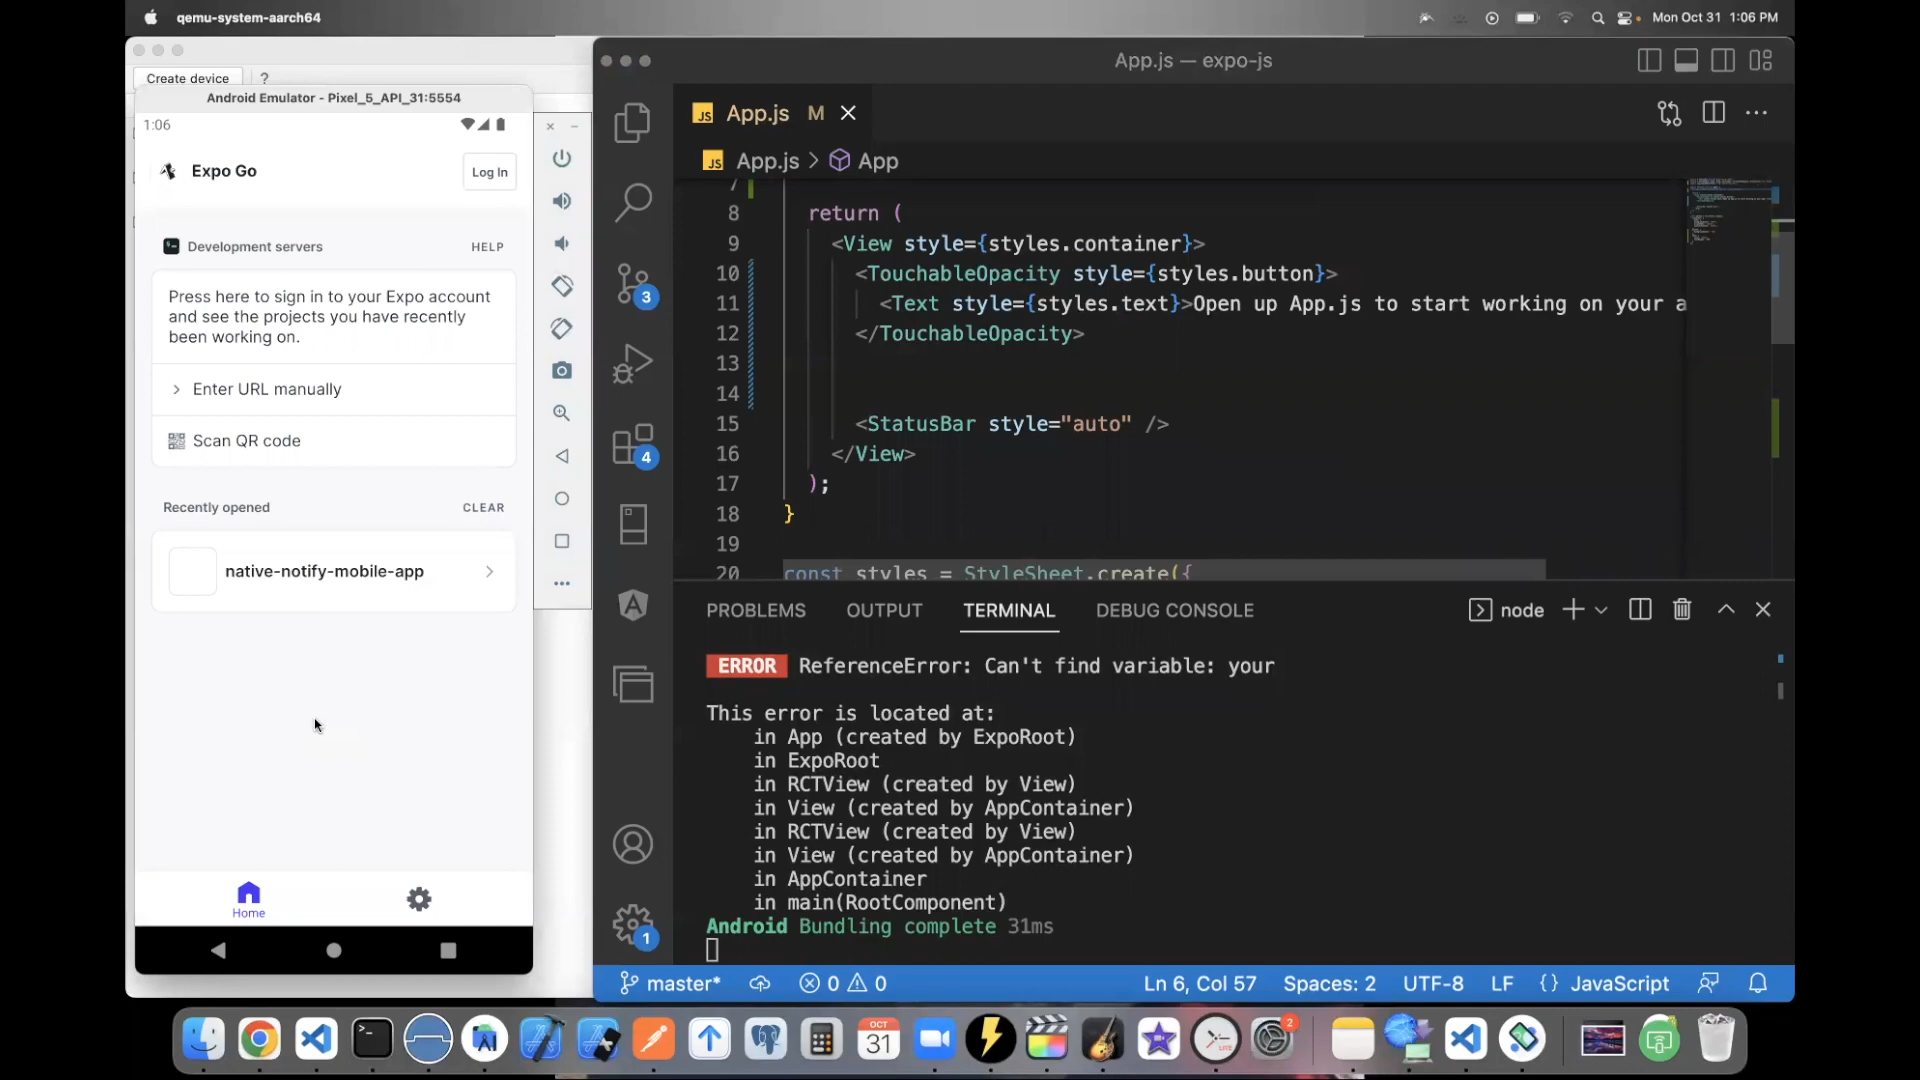 qemu-system-aarch64
Mon Oct 31 1:06 PM
Create device
?
Android Emulator - Pixel_5_API_31:5554
1:06
Expo Go
Log In
Development servers
HELP
Press here to sign in to your Expo account
and see the projects you have recently
been working on.
Enter URL manually
Scan QR code
Recently opened
CLEAR
native-notify-mobile-app
Home
App.js — expo-js
JS App.js M
JS App.js > App
7
8 return (
9 <View style={styles.container}>
10 <TouchableOpacity style={styles.button}>
11 <Text style={styles.text}>Open up App.js to start working on your a
12 </TouchableOpacity>
13
14
15 <StatusBar style="auto" />
16 </View>
17 );
18 }
19
20 const styles = StyleSheet.create({
3
4
1
PROBLEMS OUTPUT TERMINAL DEBUG CONSOLE
node
ERROR ReferenceError: Can't find variable: your
This error is located at:
in App (created by ExpoRoot)
in ExpoRoot
in RCTView (created by View)
in View (created by AppContainer)
in RCTView (created by View)
in View (created by AppContainer)
in AppContainer
in main(RootComponent)
Android Bundling complete 31ms
master* 0 0 Ln 6, Col 57 Spaces: 2 UTF-8 LF {} JavaScript
OCT
31
2